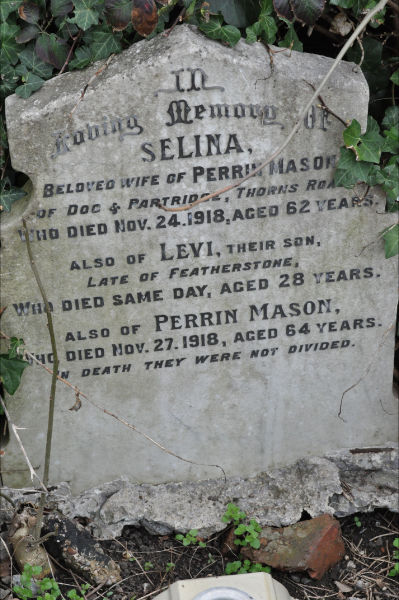 IN
Loving Memory of
SELINA,
BELOVED WIFE OF PERRIN MASON
OF DOG & PARTRIDGE, THORNS ROAD
WHO DIED NOV. 24. 1918, AGED 62 YEARS.
ALSO OF LEVI, THEIR SON,
LATE OF FEATHERSTONE,
WHO DIED SAME DAY, AGED 28 YEARS.
ALSO OF PERRIN MASON,
WHO DIED NOV. 27. 1918, AGED 64 YEARS.
IN DEATH THEY WERE NOT DIVIDED.